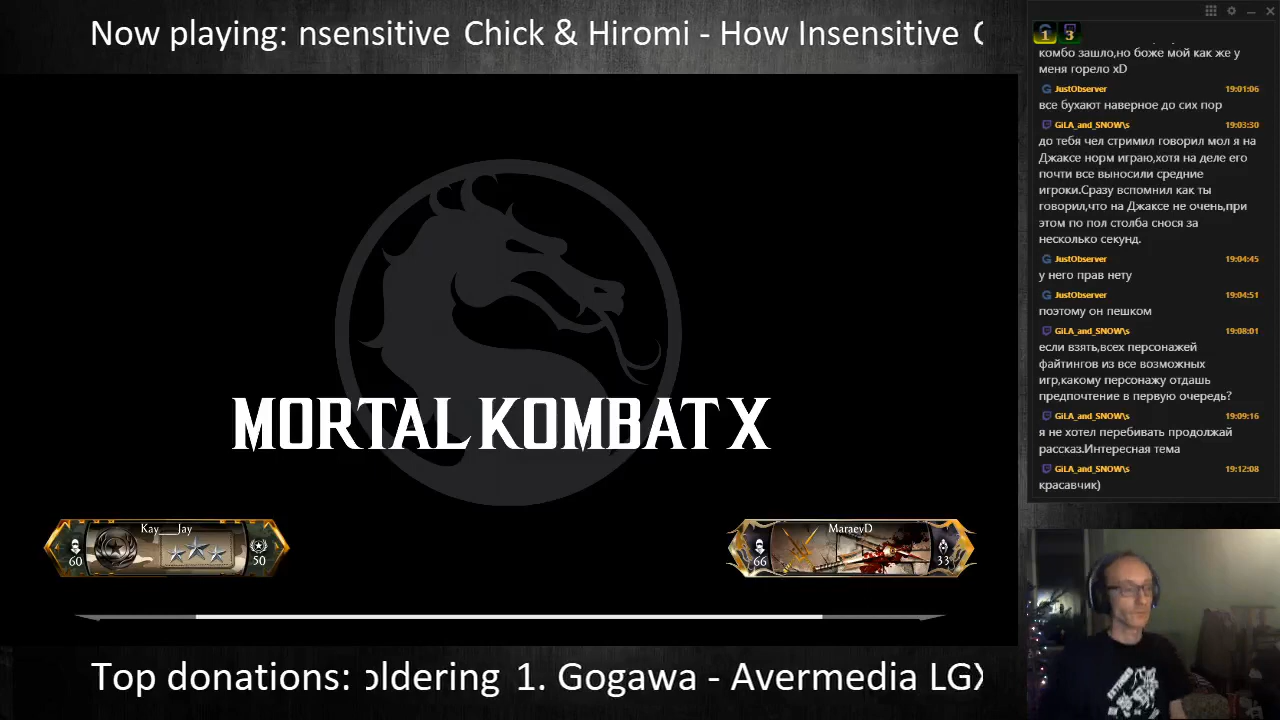 Now playing: nsensitive Chick & Hiromi - How Insensitive
1 3
комбо зашло,но боже мой как же у
меня горело xD
JustObserver 19:01:06
все бухают наверное до сих пор
GiLA_and_SNOW\s 19:03:30
до тебя чел стримил говорил мол я на
Джаксе норм играю,хотя на деле его
почти все выносили средние
игроки.Сразу вспомнил как ты
говорил,что на Джаксе не очень,при
этом по пол столба снося за
несколько секунд.
JustObserver 19:04:45
у него прав нету
JustObserver 19:04:51
поэтому он пешком
GiLA_and_SNOW\s 19:08:01
если взять,всех персонажей
файтингов из все возможных
игр,какому персонажу отдашь
предпочтение в первую очередь?
GiLA_and_SNOW\s 19:09:16
я не хотел перебивать продолжай
рассказ.Интересная тема
GiLA_and_SNOW\s 19:12:08
красавчик)
MORTAL KOMBAT X
Kay___Jay
60 50
MaraevD
66 33
Top donations: oldering 1. Gogawa - Avermedia LGX